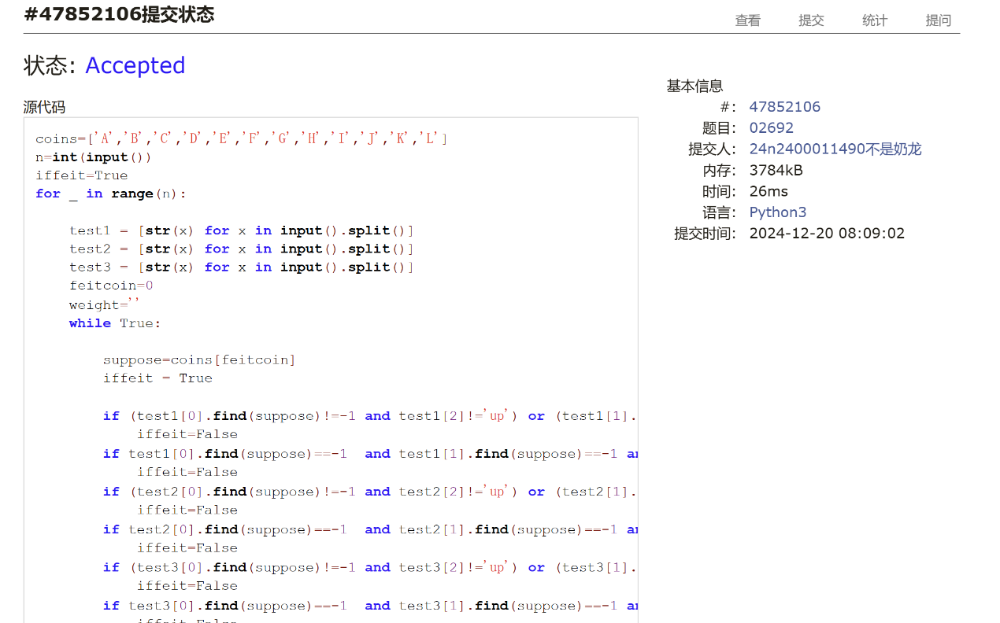 #47852106提交状态
查看 提交 统计 提问
状态: Accepted
源代码
coins=['A','B','C','D','E','F','G','H','I','J','K','L']
n=int(input())
iffeit=True
for _ in range(n):
test1 = [str(x) for x in input().split()]
test2 = [str(x) for x in input().split()]
test3 = [str(x) for x in input().split()]
feitcoin=0
weight=''
while True:
suppose=coins[feitcoin]
iffeit = True
if (test1[0].find(suppose)!=-1 and test1[2]!='up') or (test1[1].
iffeit=False
if test1[0].find(suppose)==-1  and test1[1].find(suppose)==-1 an
iffeit=False
if (test2[0].find(suppose)!=-1 and test2[2]!='up') or (test2[1].
iffeit=False
if test2[0].find(suppose)==-1  and test2[1].find(suppose)==-1 an
iffeit=False
if (test3[0].find(suppose)!=-1 and test3[2]!='up') or (test3[1].
iffeit=False
if test3[0].find(suppose)==-1  and test3[1].find(suppose)==-1 an
iffeit=False
基本信息
#: 47852106
题目: 02692
提交人: 24n2400011490不是奶龙
内存: 3784kB
时间: 26ms
语言: Python3
提交时间: 2024-12-20 08:09:02